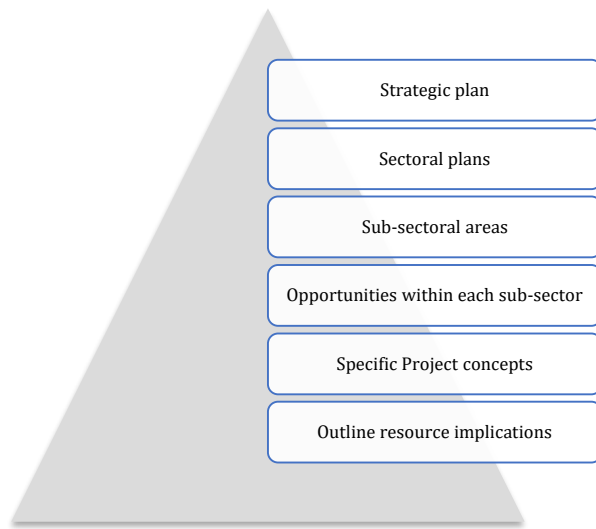 Strategic plan
Sectoral plans
Sub-sectoral areas
Opportunities within each sub-sector
Specific Project concepts
Outline resource implications